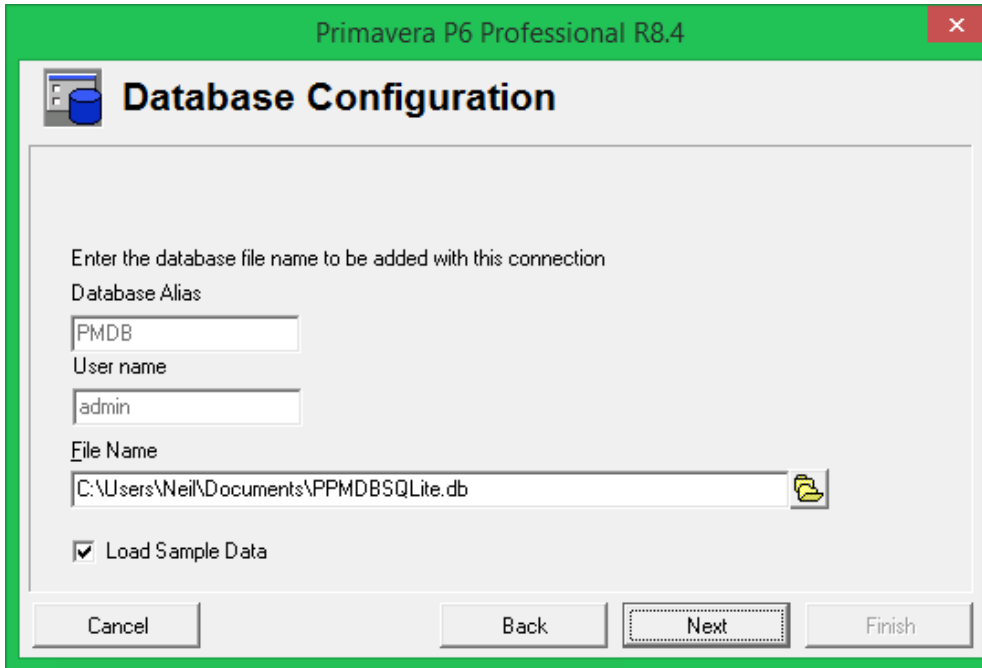 Primavera P6 Professional R8.4
Database Configuration
Enter the database file name to be added with this connection
Database Alias
PMDB
User name
admin
File Name
C:\Users\Neil\Documents\PPMDBSQLite.db
Load Sample Data
Cancel
Back
Next
Finish